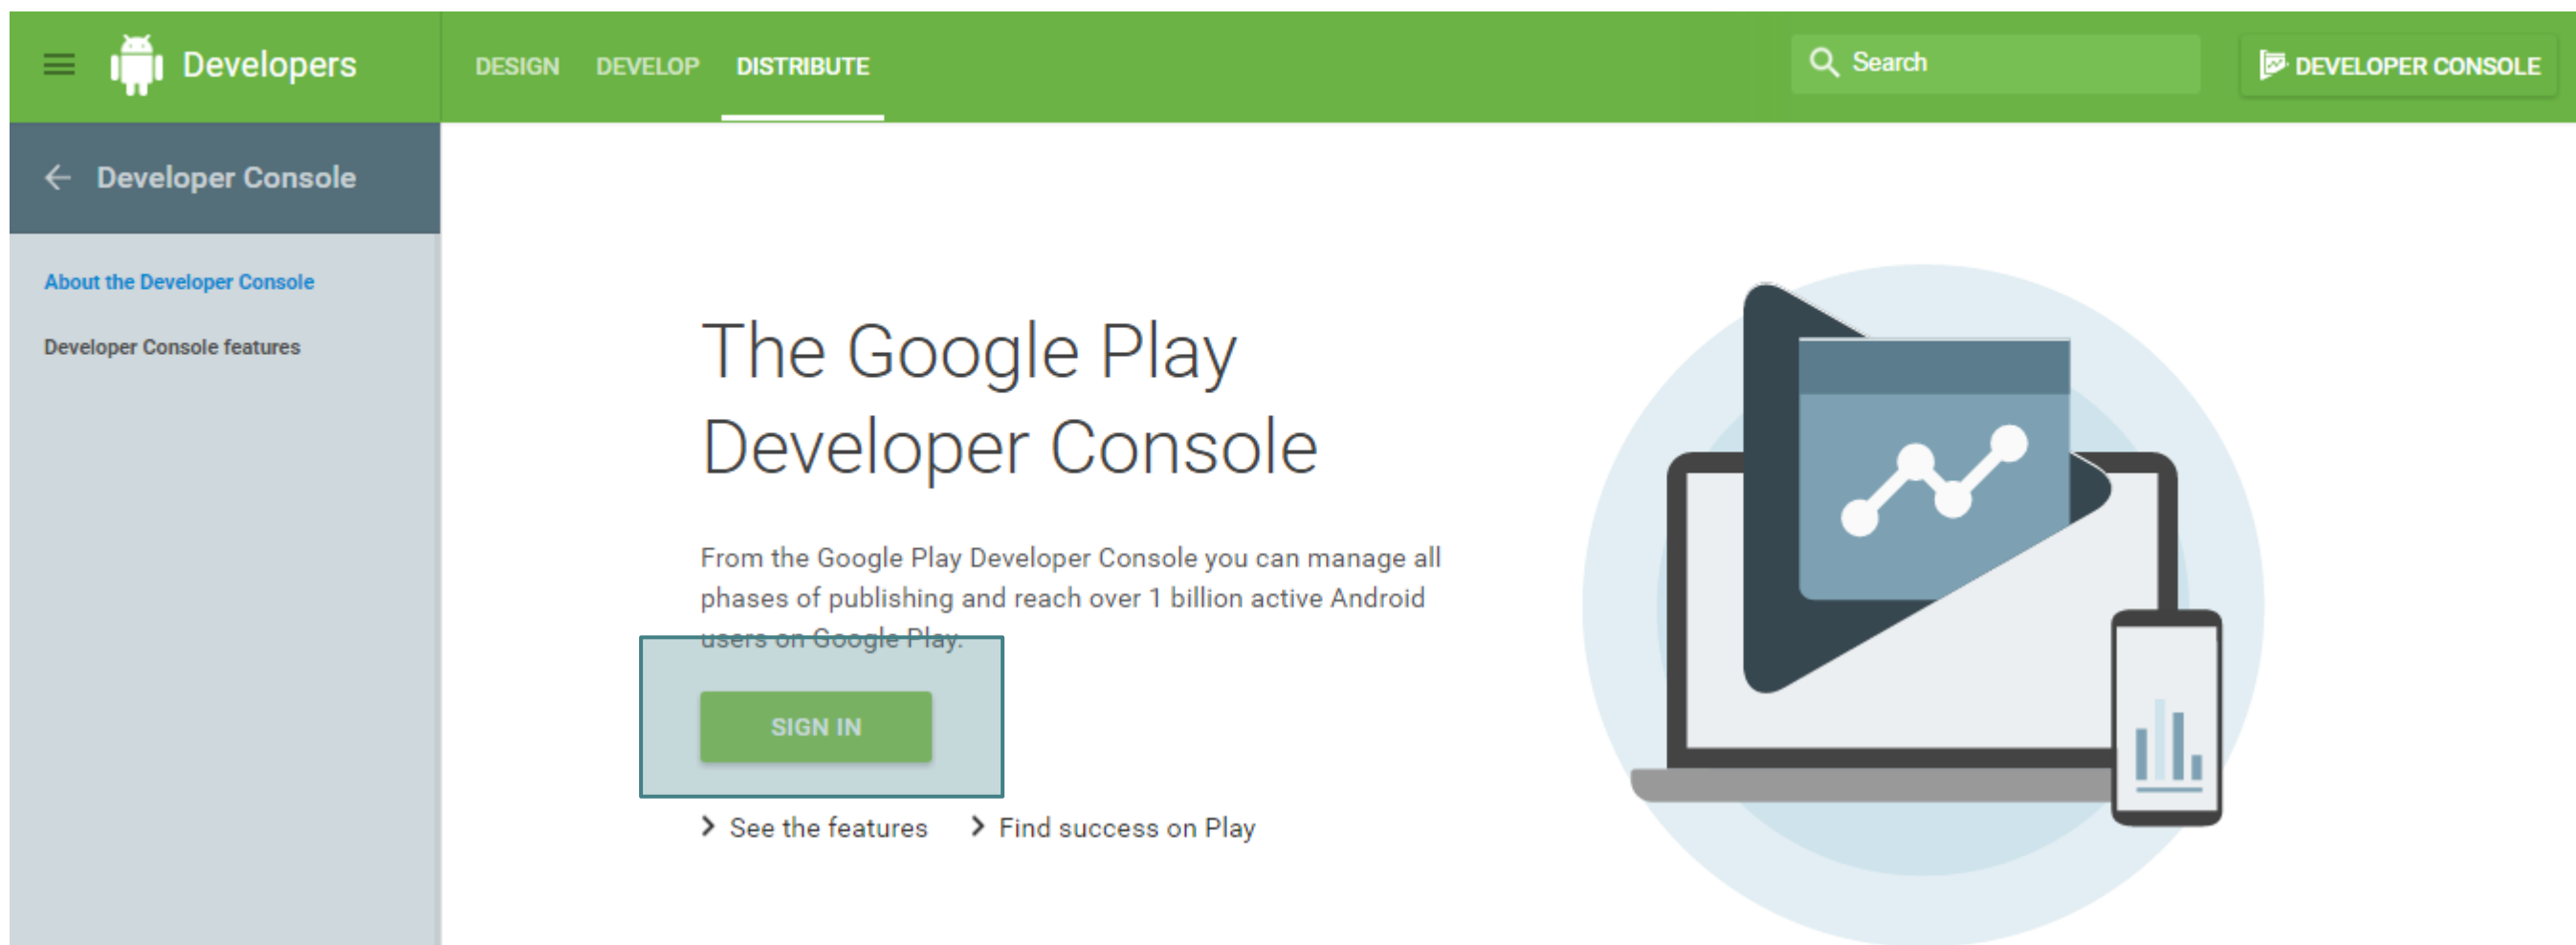 Developers
DESIGN DEVELOP DISTRIBUTE
Search
DEVELOPER CONSOLE
Developer Console
About the Developer Console
Developer Console features
The Google Play
Developer Console
From the Google Play Developer Console you can manage all
phases of publishing and reach over 1 billion active Android
users on Google Play.
SIGN IN
See the features Find success on Play